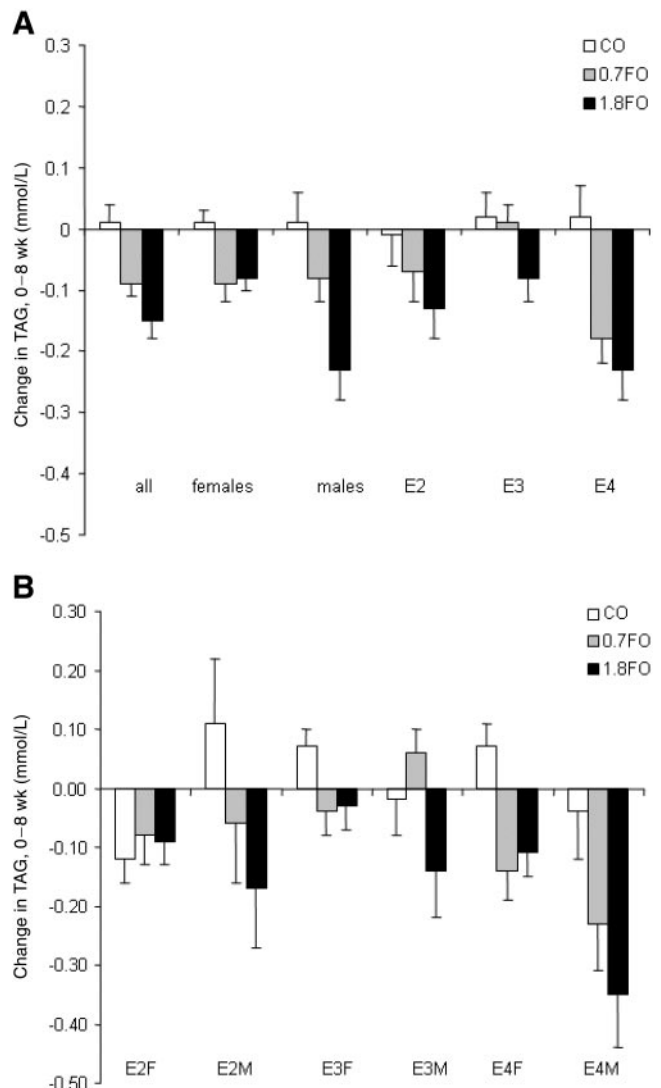 A
0.3
CO
0.7FO
1.8FO
0.2
0.1
0
-0.1
-0.2
-0.3
-0.4
-0.5
Change in TAG, 0–8 wk (mmol/L)
all females males E2 E3 E4
B
0.30
CO
0.7FO
1.8FO
0.20
0.10
0.00
-0.10
-0.20
-0.30
-0.40
-0.50
Change in TAG, 0–8 wk (mmol/L)
E2F E2M E3F E3M E4F E4M